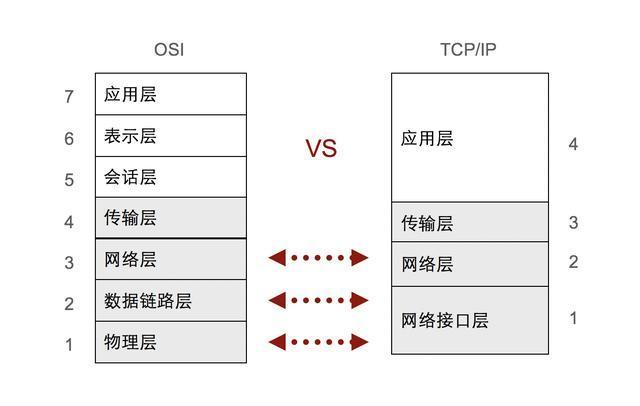 OSI
TCP/IP
7 应用层
6 表示层
5 会话层
4 传输层
3 网络层
2 数据链路层
1 物理层
VS
应用层 4
传输层 3
网络层 2
网络接口层 1